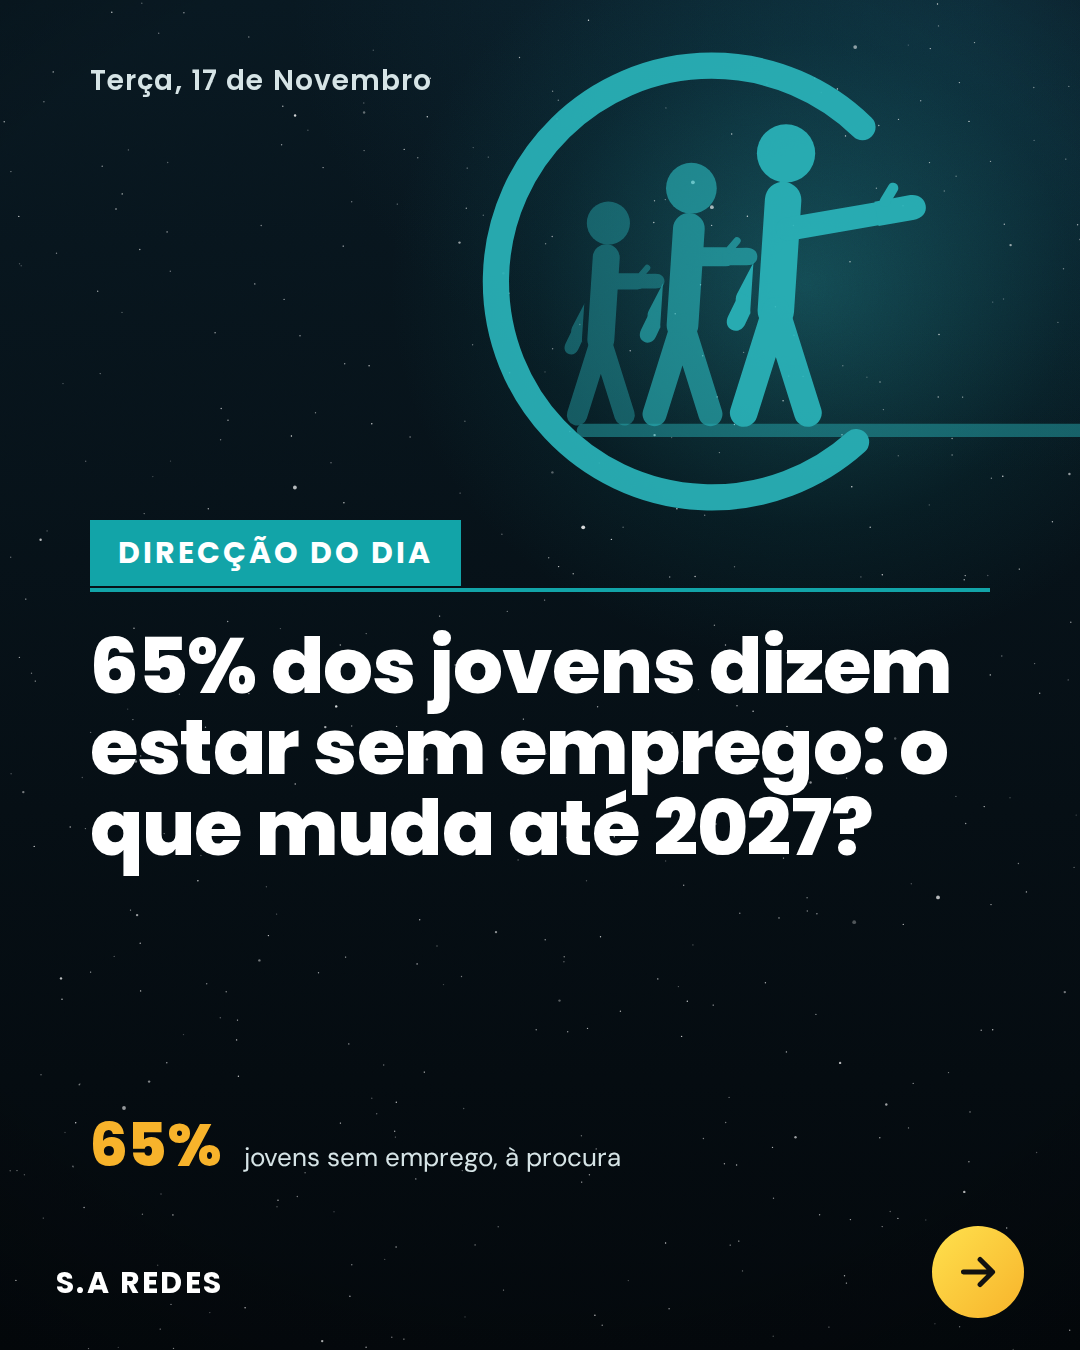 Terça, 17 de Novembro
DIRECÇÃO DO DIA
65% dos jovens dizem
estar sem emprego: o
que muda até 2027?
65% jovens sem emprego, à procura
S.A REDES